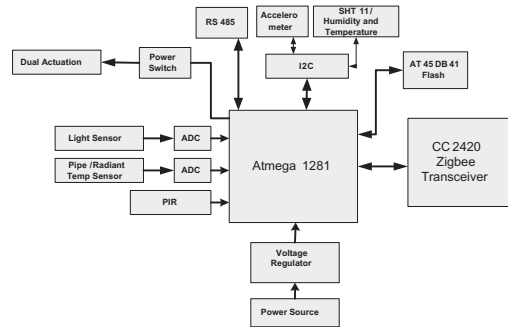 RS 485
Accelero
meter
SHT 11/
Humidity and
Temperature
Dual Actuation
Power
Switch
I2C
AT 45 DB 41
Flash
Light Sensor
ADC
Atmega 1281
CC 2420
Zigbee
Transceiver
Pipe /Radiant
Temp Sensor
ADC
PIR
Voltage
Regulator
Power Source